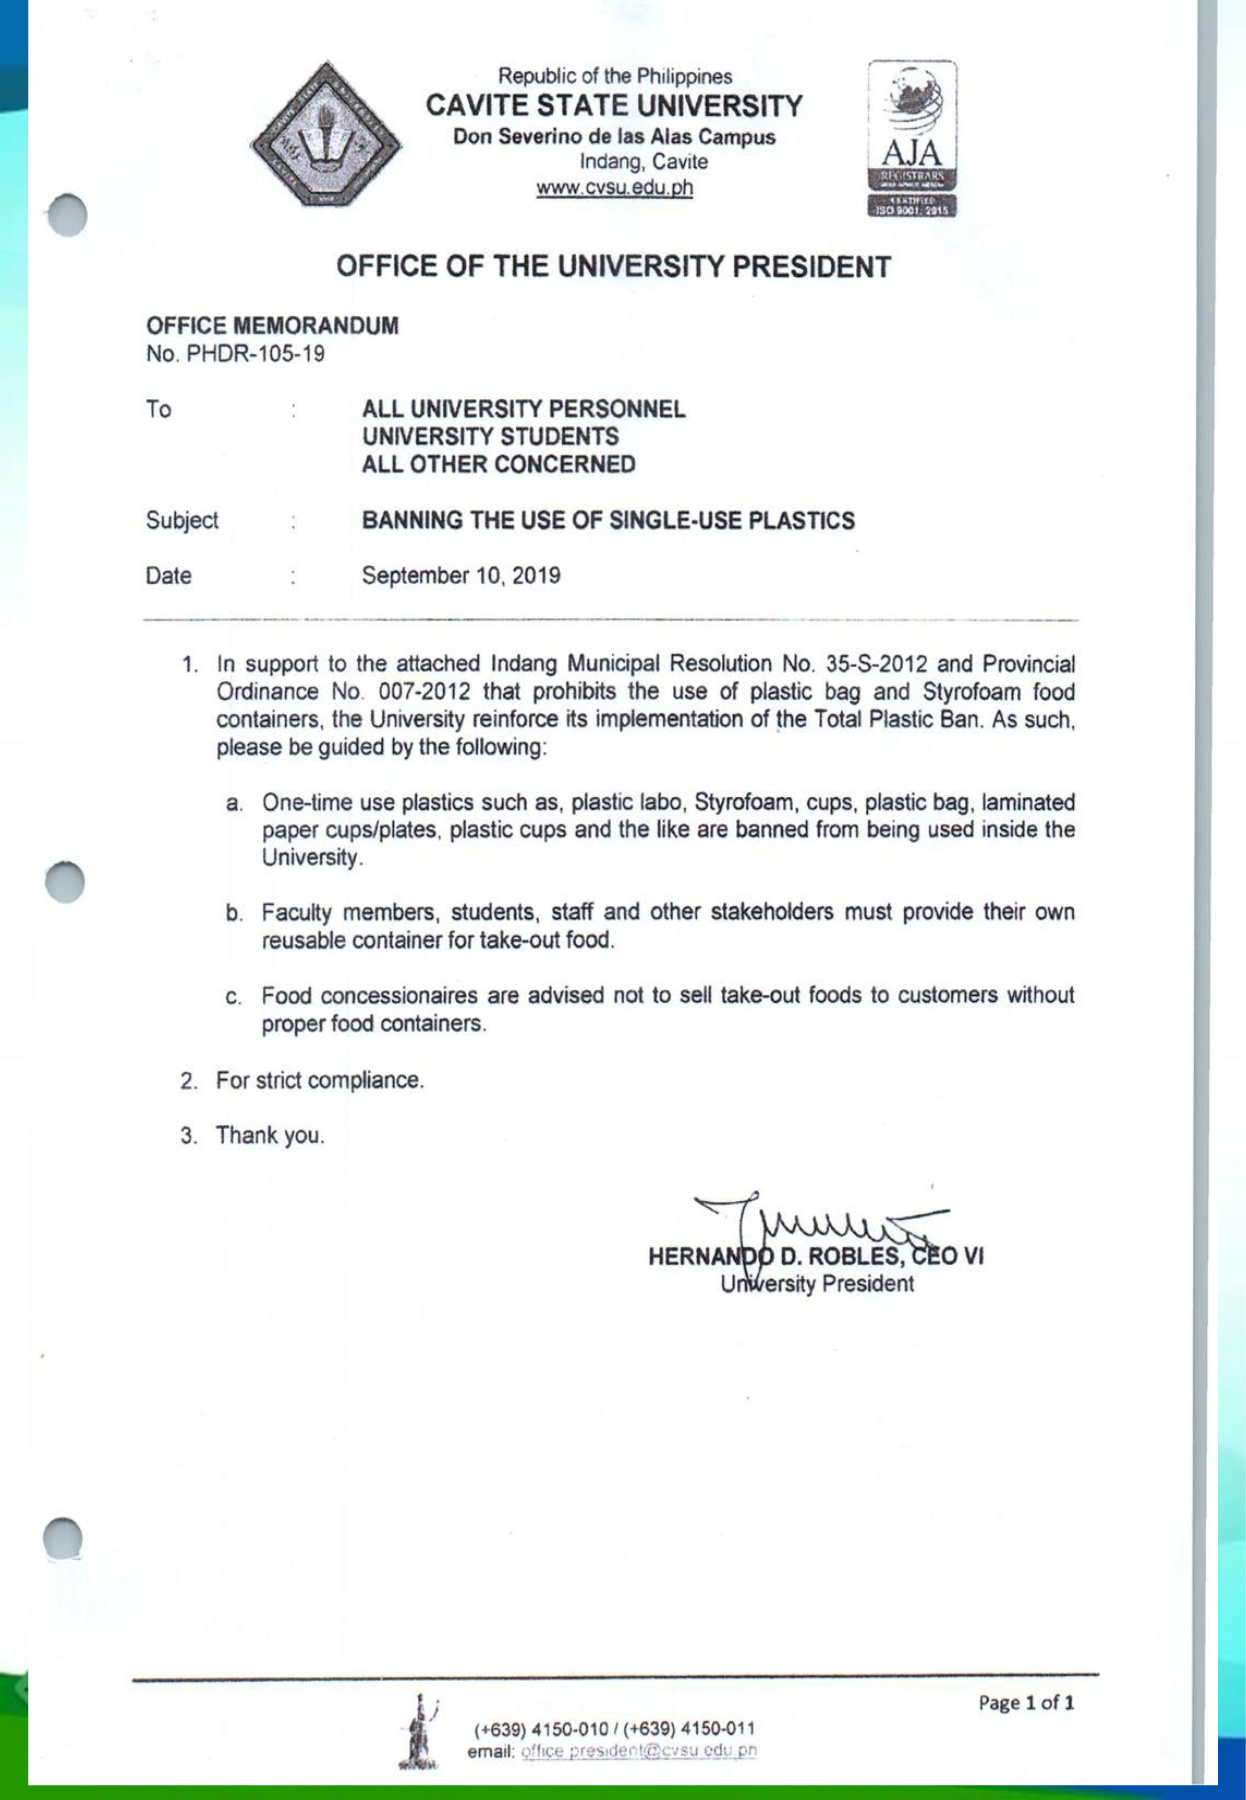 Republic of the Philippines
CAVITE STATE UNIVERSITY
Don Severino de las Alas Campus
Indang, Cavite
www.cvsu.edu.ph
AJA
REGISTRARS
CERTIFIED
ISO 9001: 2015
OFFICE OF THE UNIVERSITY PRESIDENT
OFFICE MEMORANDUM
No. PHDR-105-19
To : ALL UNIVERSITY PERSONNEL
UNIVERSITY STUDENTS
ALL OTHER CONCERNED
Subject : BANNING THE USE OF SINGLE-USE PLASTICS
Date : September 10, 2019
1. In support to the attached Indang Municipal Resolution No. 35-S-2012 and Provincial
Ordinance No. 007-2012 that prohibits the use of plastic bag and Styrofoam food
containers, the University reinforce its implementation of the Total Plastic Ban. As such,
please be guided by the following:
a. One-time use plastics such as, plastic labo, Styrofoam, cups, plastic bag, laminated
paper cups/plates, plastic cups and the like are banned from being used inside the
University.
b. Faculty members, students, staff and other stakeholders must provide their own
reusable container for take-out food.
c. Food concessionaires are advised not to sell take-out foods to customers without
proper food containers.
2. For strict compliance.
3. Thank you.
HERNANDO D. ROBLES, CEO VI
University President
Page 1 of 1
(+639) 4150-010 / (+639) 4150-011
email: office.president@cvsu.edu.ph